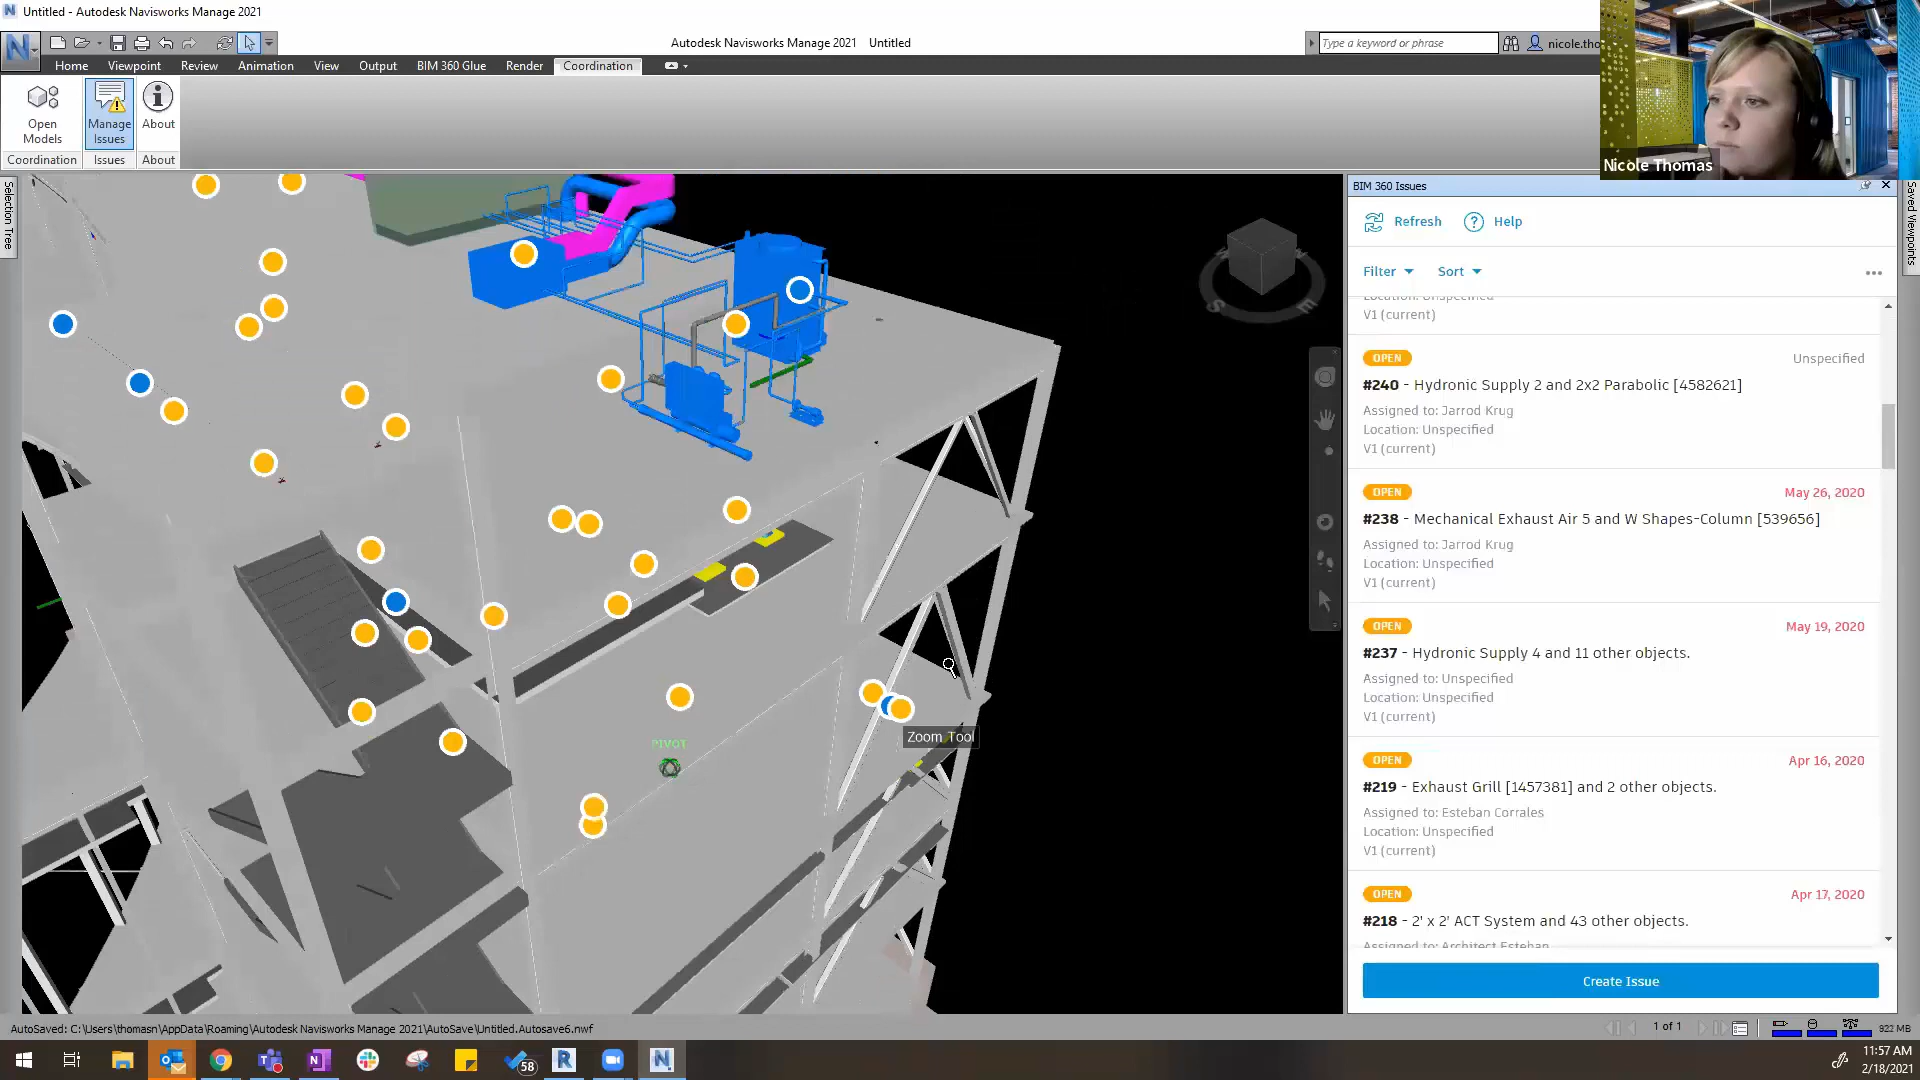 Untitled - Autodesk Navisworks Manage 2021
Autodesk Navisworks Manage 2021 Untitled
Type a keyword or phrase
nicole.tho
Home Viewpoint Review Animation View Output BIM 360 Glue Render Coordination
Open Models
Manage Issues
About
Coordination Issues About
Nicole Thomas
Selection Tree
Saved Viewpoints
BIM 360 Issues
Refresh Help
Filter Sort
Location: Unspecified
V1 (current)
OPEN Unspecified
#240 - Hydronic Supply 2 and 2x2 Parabolic [4582621]
Assigned to: Jarrod Krug
Location: Unspecified
V1 (current)
OPEN May 26, 2020
#238 - Mechanical Exhaust Air 5 and W Shapes-Column [539656]
Assigned to: Jarrod Krug
Location: Unspecified
V1 (current)
OPEN May 19, 2020
#237 - Hydronic Supply 4 and 11 other objects.
Assigned to: Unspecified
Location: Unspecified
V1 (current)
OPEN Apr 16, 2020
#219 - Exhaust Grill [1457381] and 2 other objects.
Assigned to: Esteban Corrales
Location: Unspecified
V1 (current)
OPEN Apr 17, 2020
#218 - 2' x 2' ACT System and 43 other objects.
Assigned to: Architect Esteban
Create Issue
S E
PIVOT
Zoom Tool
AutoSaved: C:\Users\thomasn\AppData\Roaming\Autodesk Navisworks Manage 2021\AutoSave\Untitled.Autosave6.nwf
1 of 1
922 MB
58
11:57 AM
2/18/2021